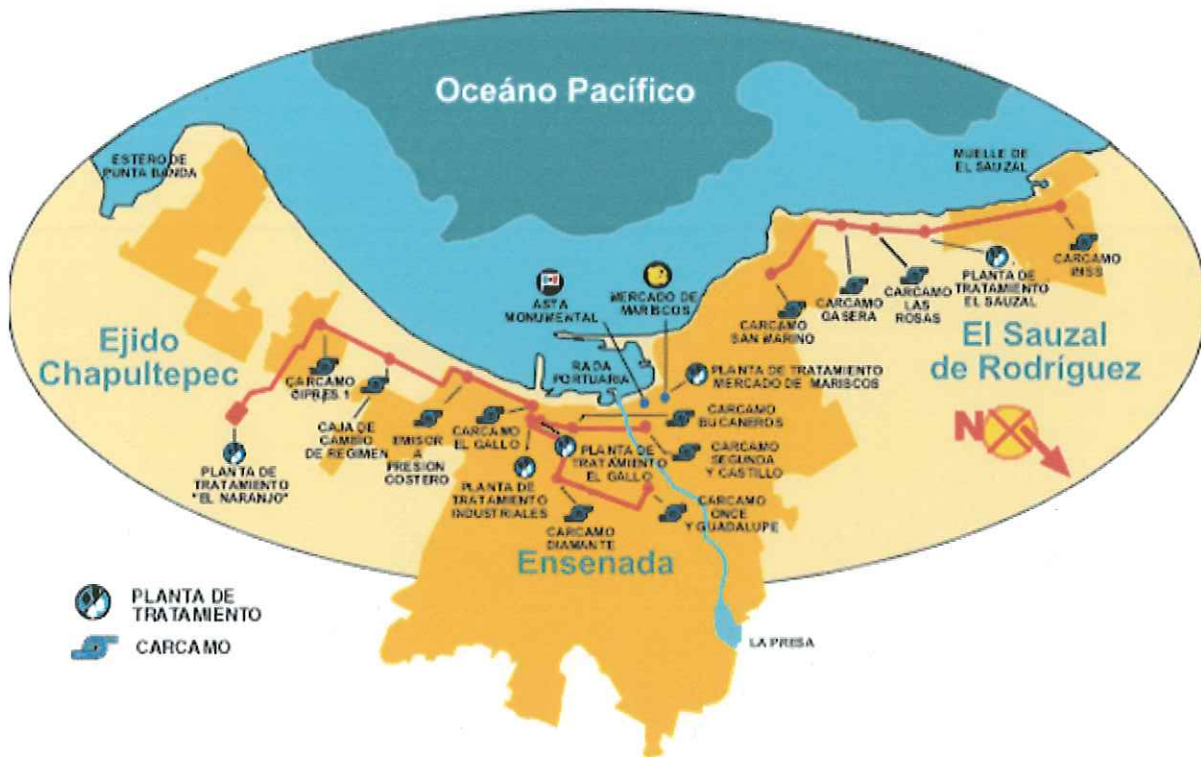 Oceáno Pacífico
ESTERO DE
PUNTA BANDA
MUELLE DE
EL SAUZAL
ASTA
MONUMENTAL
MERCADO DE
MARISCOS
CARCAMO
IMSS
PLANTA DE
TRATAMIENTO
EL SAUZAL
CARCAMO
LAS
ROSAS
CARCAMO
GASERA
CARCAMO
SAN MARINO
El Sauzal
de Rodríguez
Ejido
Chapultepec
RADA
PORTUARIA
PLANTA DE TRATAMIENTO
MERCADO DE MARISCOS
CARCAMO
CIPRES 1
CAJA DE
CAMBIO
DE REGIMEN
EMISOR
A
PRESION
COSTERO
CARCAMO
EL GALLO
CARCAMO
BUCANEROS
CARCAMO
SEGUNDA
Y CASTILLO
N
PLANTA DE
TRATAMIENTO
EL GALLO
PLANTA DE
TRATAMIENTO
"EL NARANJO"
PLANTA DE
TRATAMIENTO
INDUSTRIALES
CARCAMO
ONCE
Y GUADALUPE
CARCAMO
DIAMANTE
Ensenada
PLANTA DE
TRATAMIENTO
CARCAMO
LA PRESA